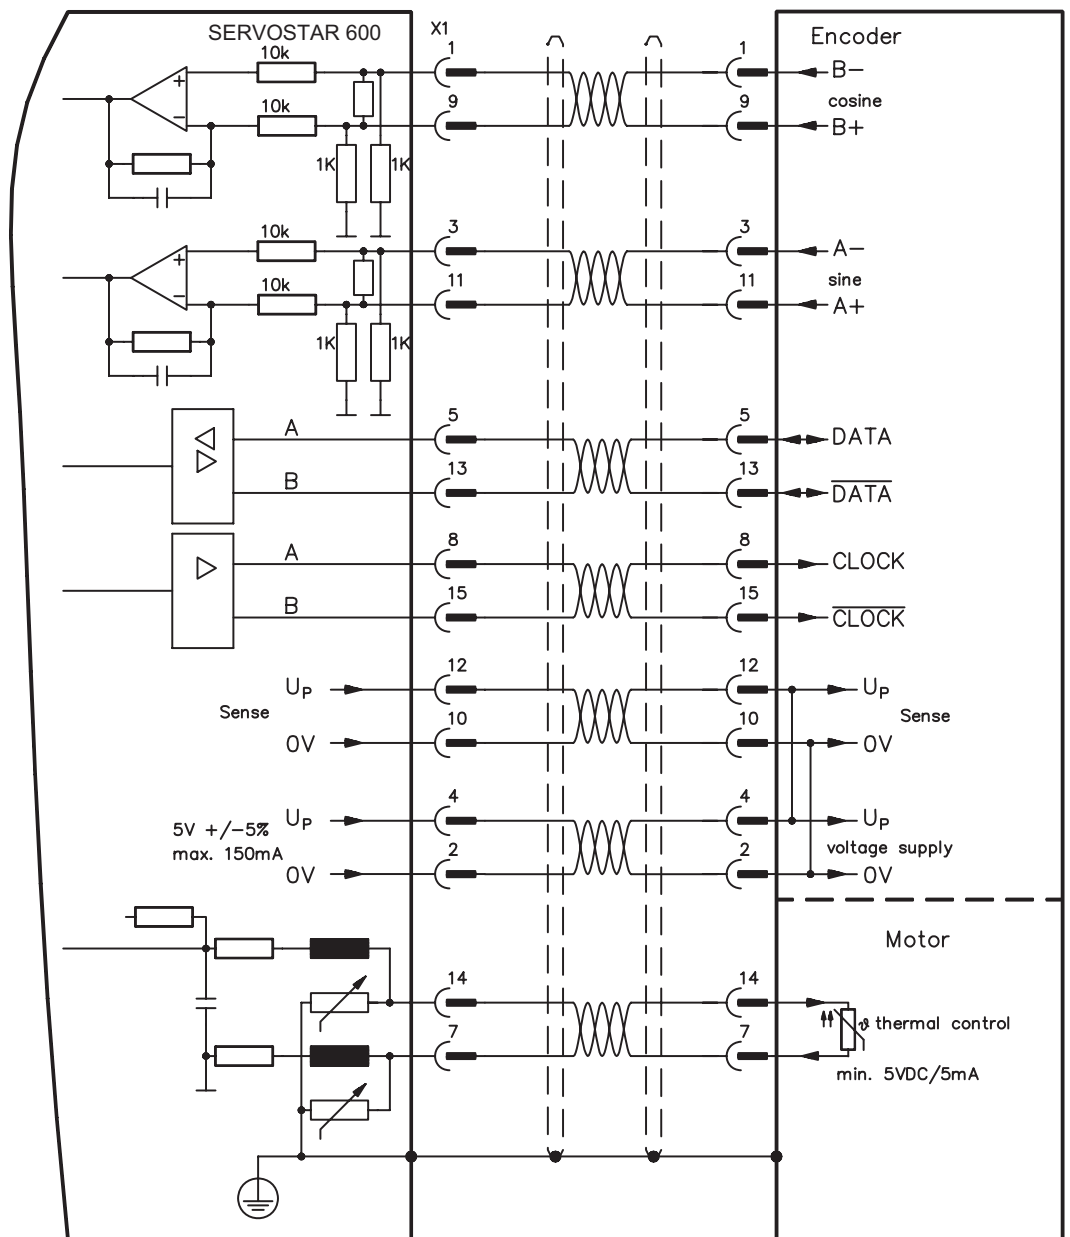 SERVOSTAR 600
X1
Encoder
10k
+
1
1
B-
10k
9
9
cosine
-
B+
1K
1K
10k
+
3
3
A-
10k
11
11
sine
-
A+
1K
1K
A
5
5
DATA
B
13
13
DATA
A
8
8
CLOCK
B
15
15
CLOCK
UP
12
12
UP
Sense
Sense
0V
10
10
0V
UP
4
4
UP
5V +/-5%
max. 150mA
voltage supply
0V
2
2
0V
Motor
14
14
ϑ thermal control
7
7
min. 5VDC/5mA